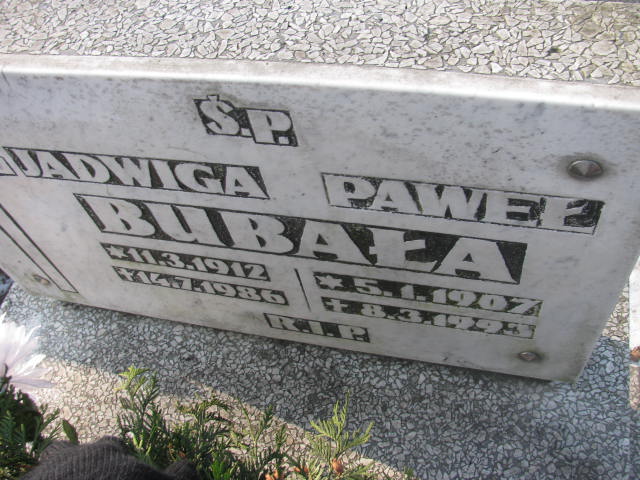 Ś.P.
JADWIGA PAWEŁ
BUBAŁA
*11.3.1912 *5.1.1907
+14.7.1986 +8.3.1993
R.I.P.